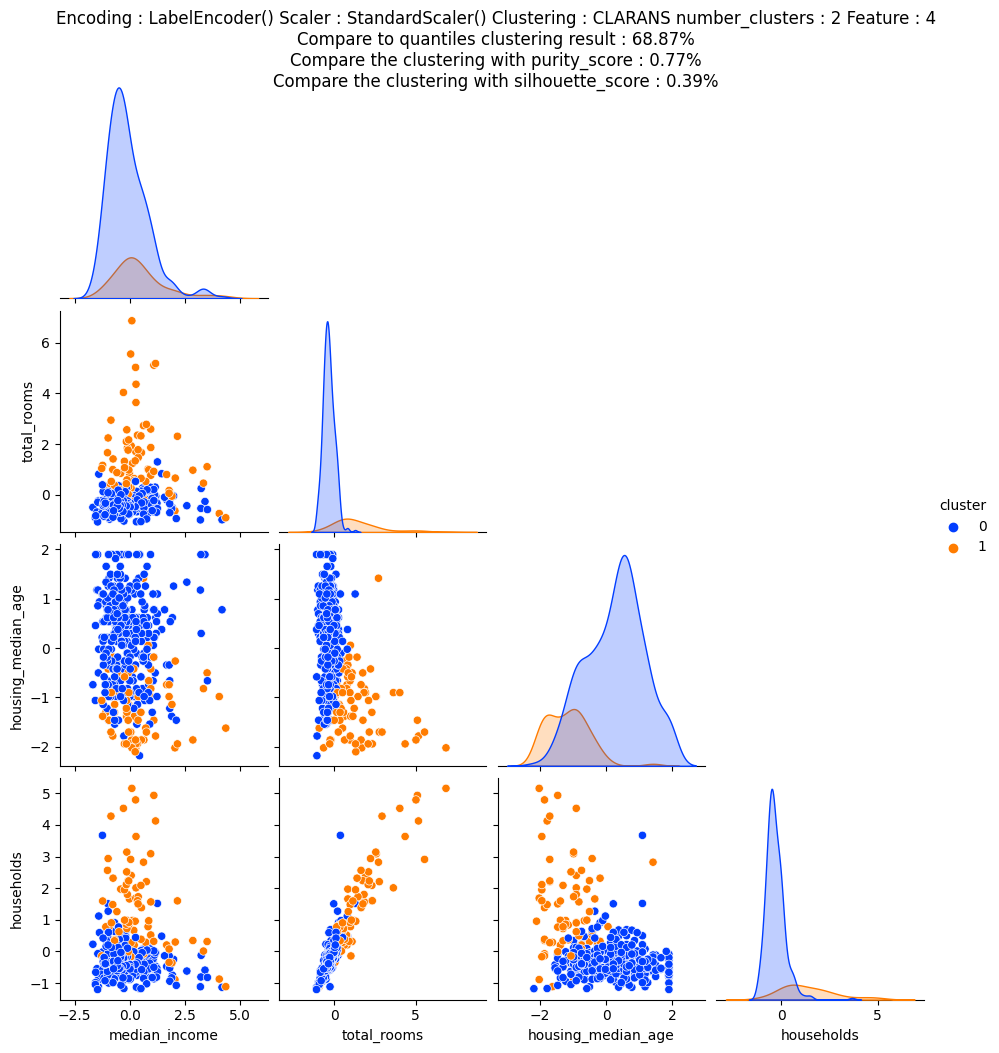 Encoding : LabelEncoder() Scaler : StandardScaler() Clustering : CLARANS number_clusters : 2 Feature : 4
Compare to quantiles clustering result : 68.87%
Compare the clustering with purity_score : 0.77%
Compare the clustering with silhouette_score : 0.39%
total_rooms
6
4
2
0
cluster
0
1
housing_median_age
2
1
0
−1
−2
households
5
4
3
2
1
0
−1
−2.5 0.0 2.5 5.0
0 5
−2 0 2
0 5
median_income
total_rooms
housing_median_age
households